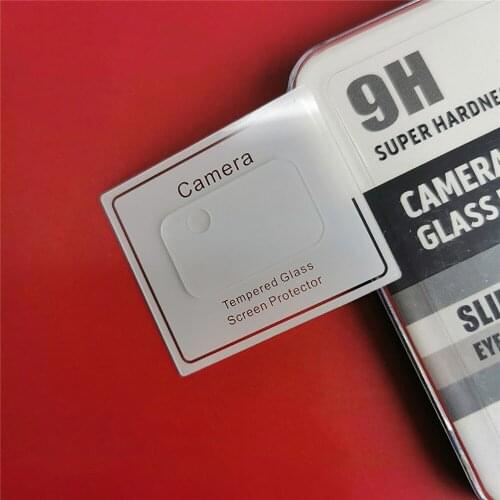 Camera
Tempered Glass
Screen Protector
9H
SUPER HARDNE
CAMERA
GLASS
SLI
EYE